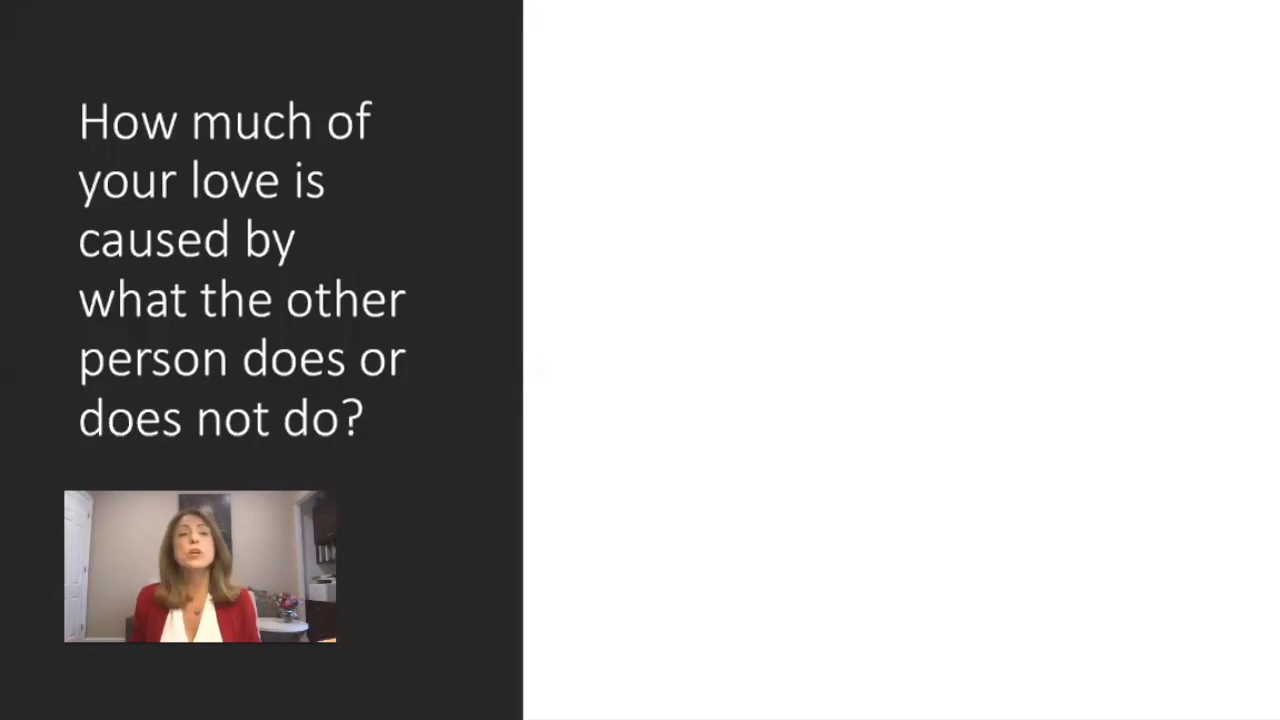 How much of
your love is
caused by
what the other
person does or
does not do?